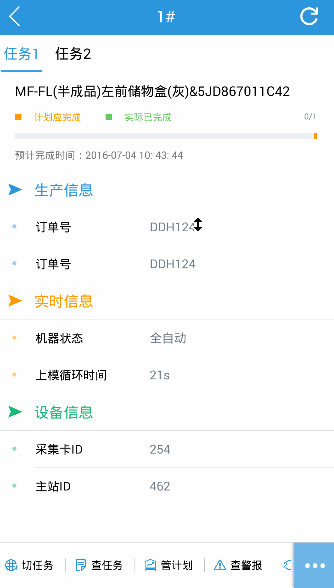 1#
任务1 任务2
MF-FL(半成品)左前储物盒(灰)&5JD867011C42
计划应完成 实际已完成 0/1
预计完成时间：2016-07-04 10: 43: 44
生产信息
订单号 DDH124
订单号 DDH124
实时信息
机器状态 全自动
上模循环时间 21s
设备信息
采集卡ID 254
主站ID 462
切任务 查任务 管计划 查警报